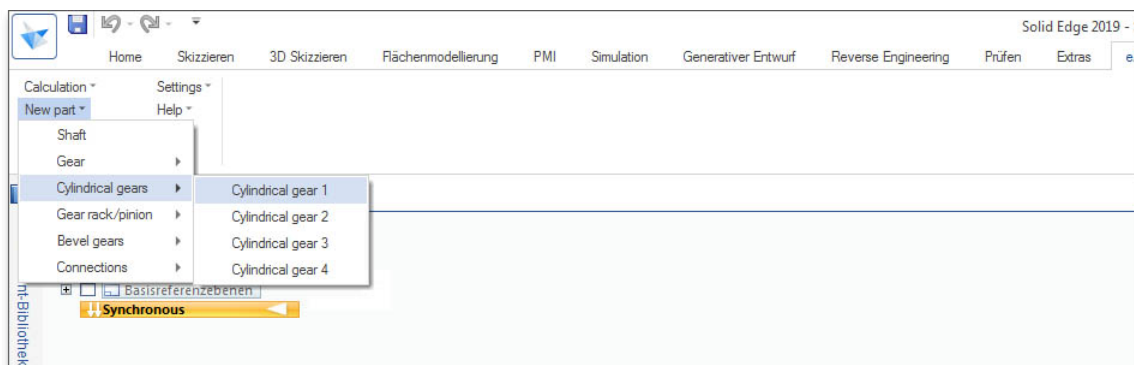 Solid Edge 2019 -
Home Skizzieren 3D Skizzieren Flächenmodellierung PMI Simulation Generativer Entwurf Reverse Engineering Prüfen Extras e
Calculation Settings
New part Help
Shaft
Gear
Cylindrical gears Cylindrical gear 1
Gear rack/pinion Cylindrical gear 2
Bevel gears Cylindrical gear 3
Connections Cylindrical gear 4
Basisreferenzebenen
Synchronous
nt-Bibliothek